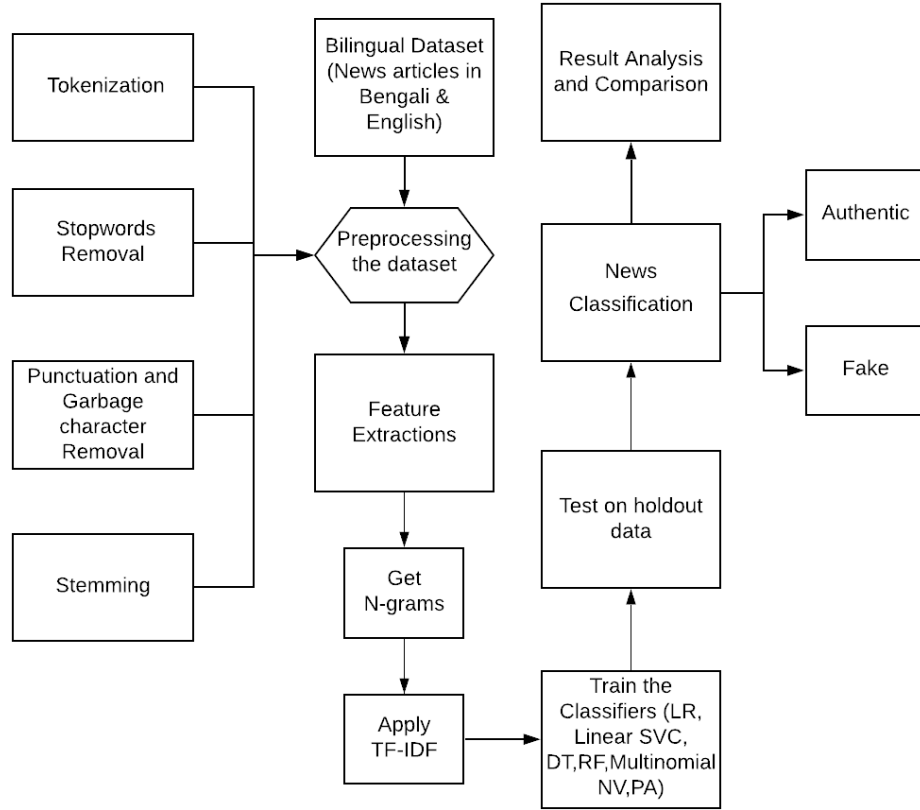 Tokenization
Stopwords
Removal
Punctuation and
Garbage
character
Removal
Stemming
Bilingual Dataset
(News articles in
Bengali &
English)
Preprocessing
the dataset
Feature
Extractions
Get
N-grams
Apply
TF-IDF
Train the
Classifiers (LR,
Linear SVC,
DT,RF,Multinomial
NV,PA)
Test on holdout
data
News
Classification
Result Analysis
and Comparison
Authentic
Fake